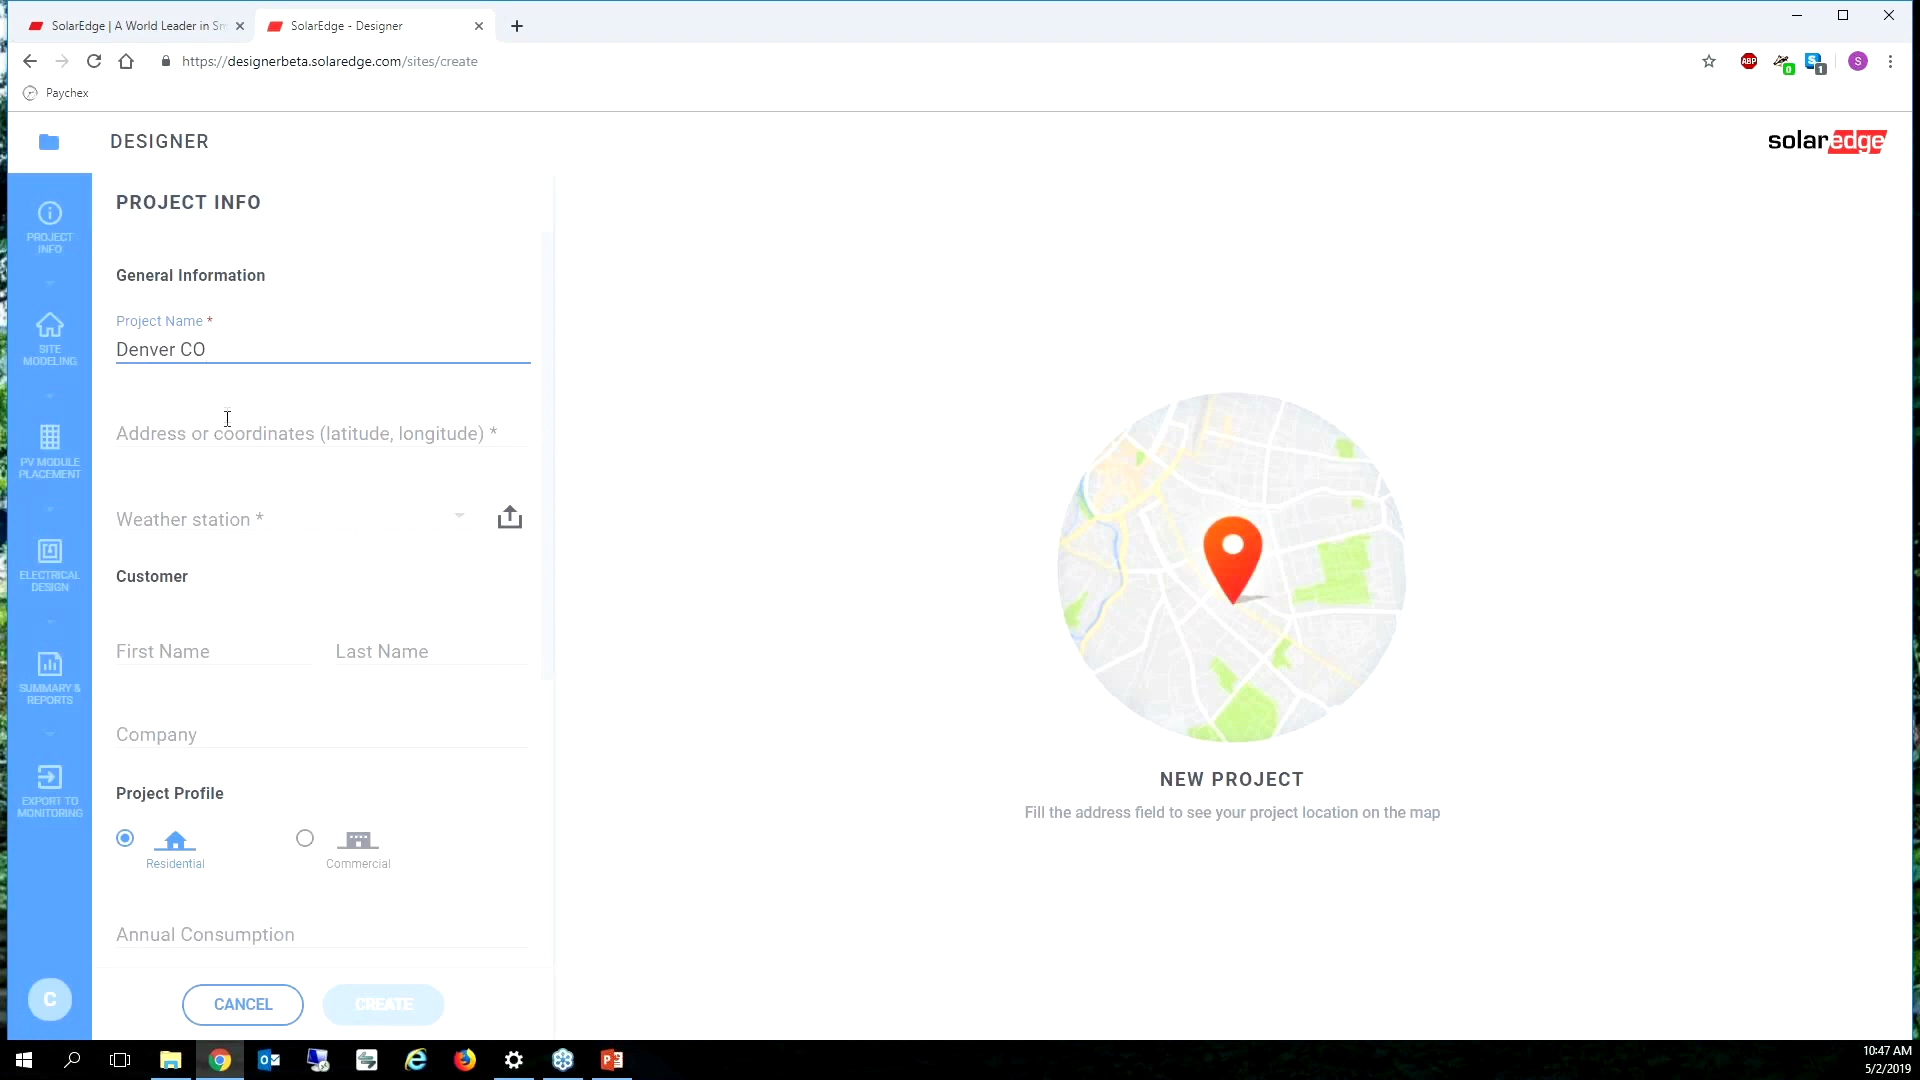 SolarEdge | A World Leader in Sm
SolarEdge - Designer
https://designerbeta.solaredge.com/sites/create
ABP
0
S
1
S
Paychex
DESIGNER
solaredge
PROJECT INFO
PROJECT
INFO
General Information
Project Name *
Denver CO
SITE
MODELING
Address or coordinates (latitude, longitude) *
PV MODULE
PLACEMENT
Weather station *
Customer
ELECTRICAL
DESIGN
First Name
Last Name
SUMMARY &
REPORTS
Company
NEW PROJECT
Project Profile
EXPORT TO
MONITORING
Fill the address field to see your project location on the map
Residential
Commercial
Annual Consumption
C
CANCEL
CREATE
10:47 AM
5/2/2019